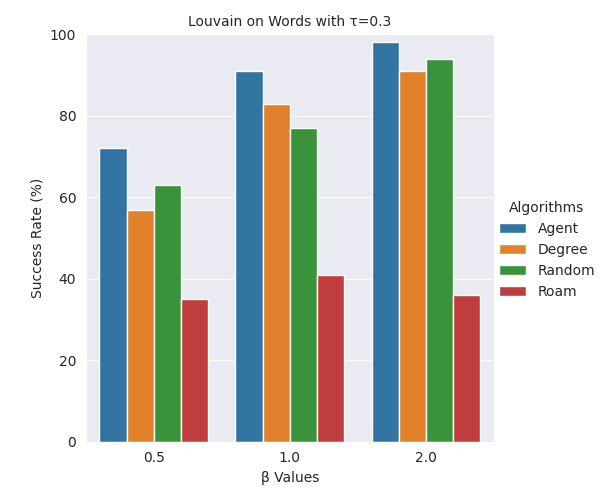 Louvain on Words with τ=0.3
Success Rate (%)
100
80
60
40
20
0
0.5 1.0 2.0
β Values
Algorithms
Agent
Degree
Random
Roam